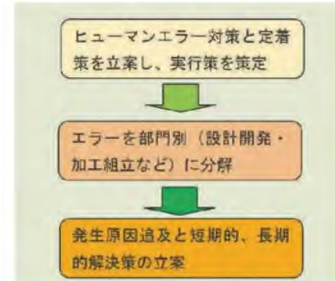 ヒューマンエラー対策と定着
策を立案し、実行策を策定
エラーを部門別（設計開発・
加工組立など）に分解
発生原因追及と短期的、長期
的解決策の立案